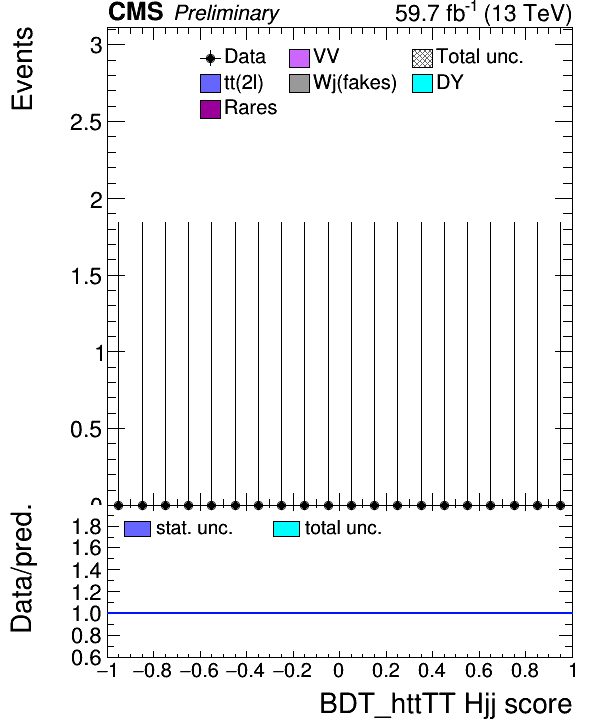 CMS Preliminary 59.7 fb-1 (13 TeV)
Events
3
2.5
2
1.5
1
0.5
0
Data VV Total unc.
tt(2l) Wj(fakes) DY
Rares
Data/pred.
1.8
1.6
1.4
1.2
1.0
0.8
0.6
stat. unc. total unc.
−1 −0.8 −0.6 −0.4 −0.2 0 0.2 0.4 0.6 0.8 1
BDT_httTT Hjj score